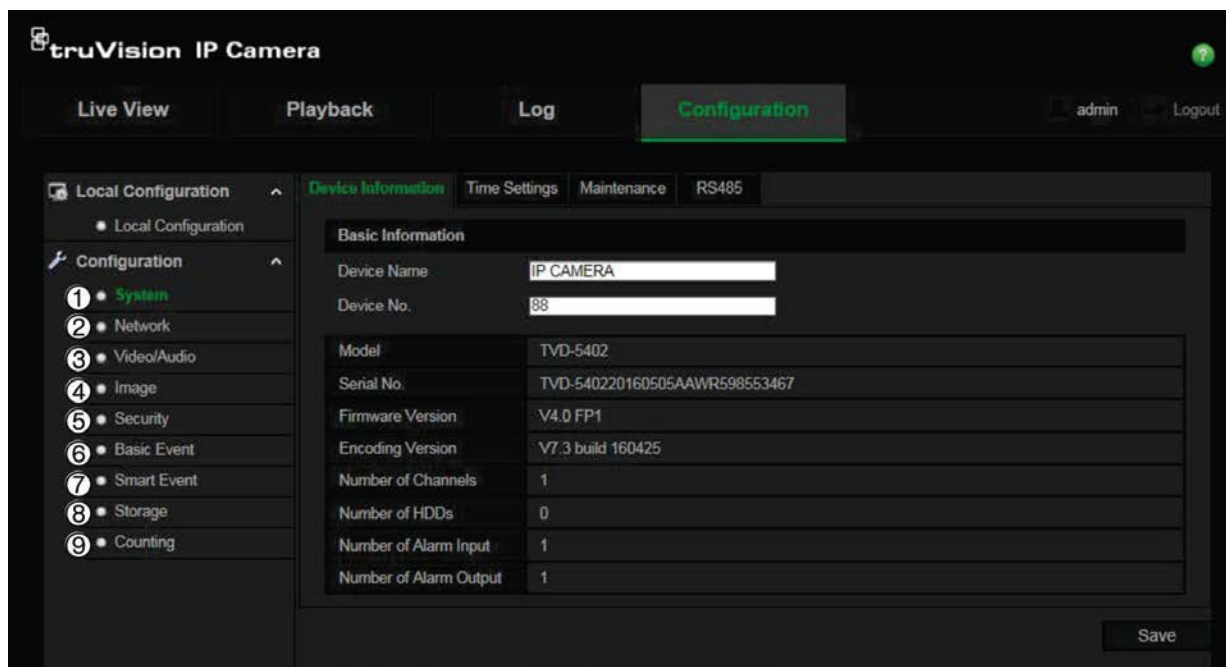 truVision IP Camera
?
Live View Playback Log Configuration admin Logout
Local Configuration
Local Configuration
Configuration
① System
② Network
③ Video/Audio
④ Image
⑤ Security
⑥ Basic Event
⑦ Smart Event
⑧ Storage
⑨ Counting
Device Information Time Settings Maintenance RS485
Basic Information
Device Name IP CAMERA
Device No. 88
Model TVD-5402
Serial No. TVD-540220160505AAWR598553467
Firmware Version V4.0 FP1
Encoding Version V7.3 build 160425
Number of Channels 1
Number of HDDs 0
Number of Alarm Input 1
Number of Alarm Output 1
Save